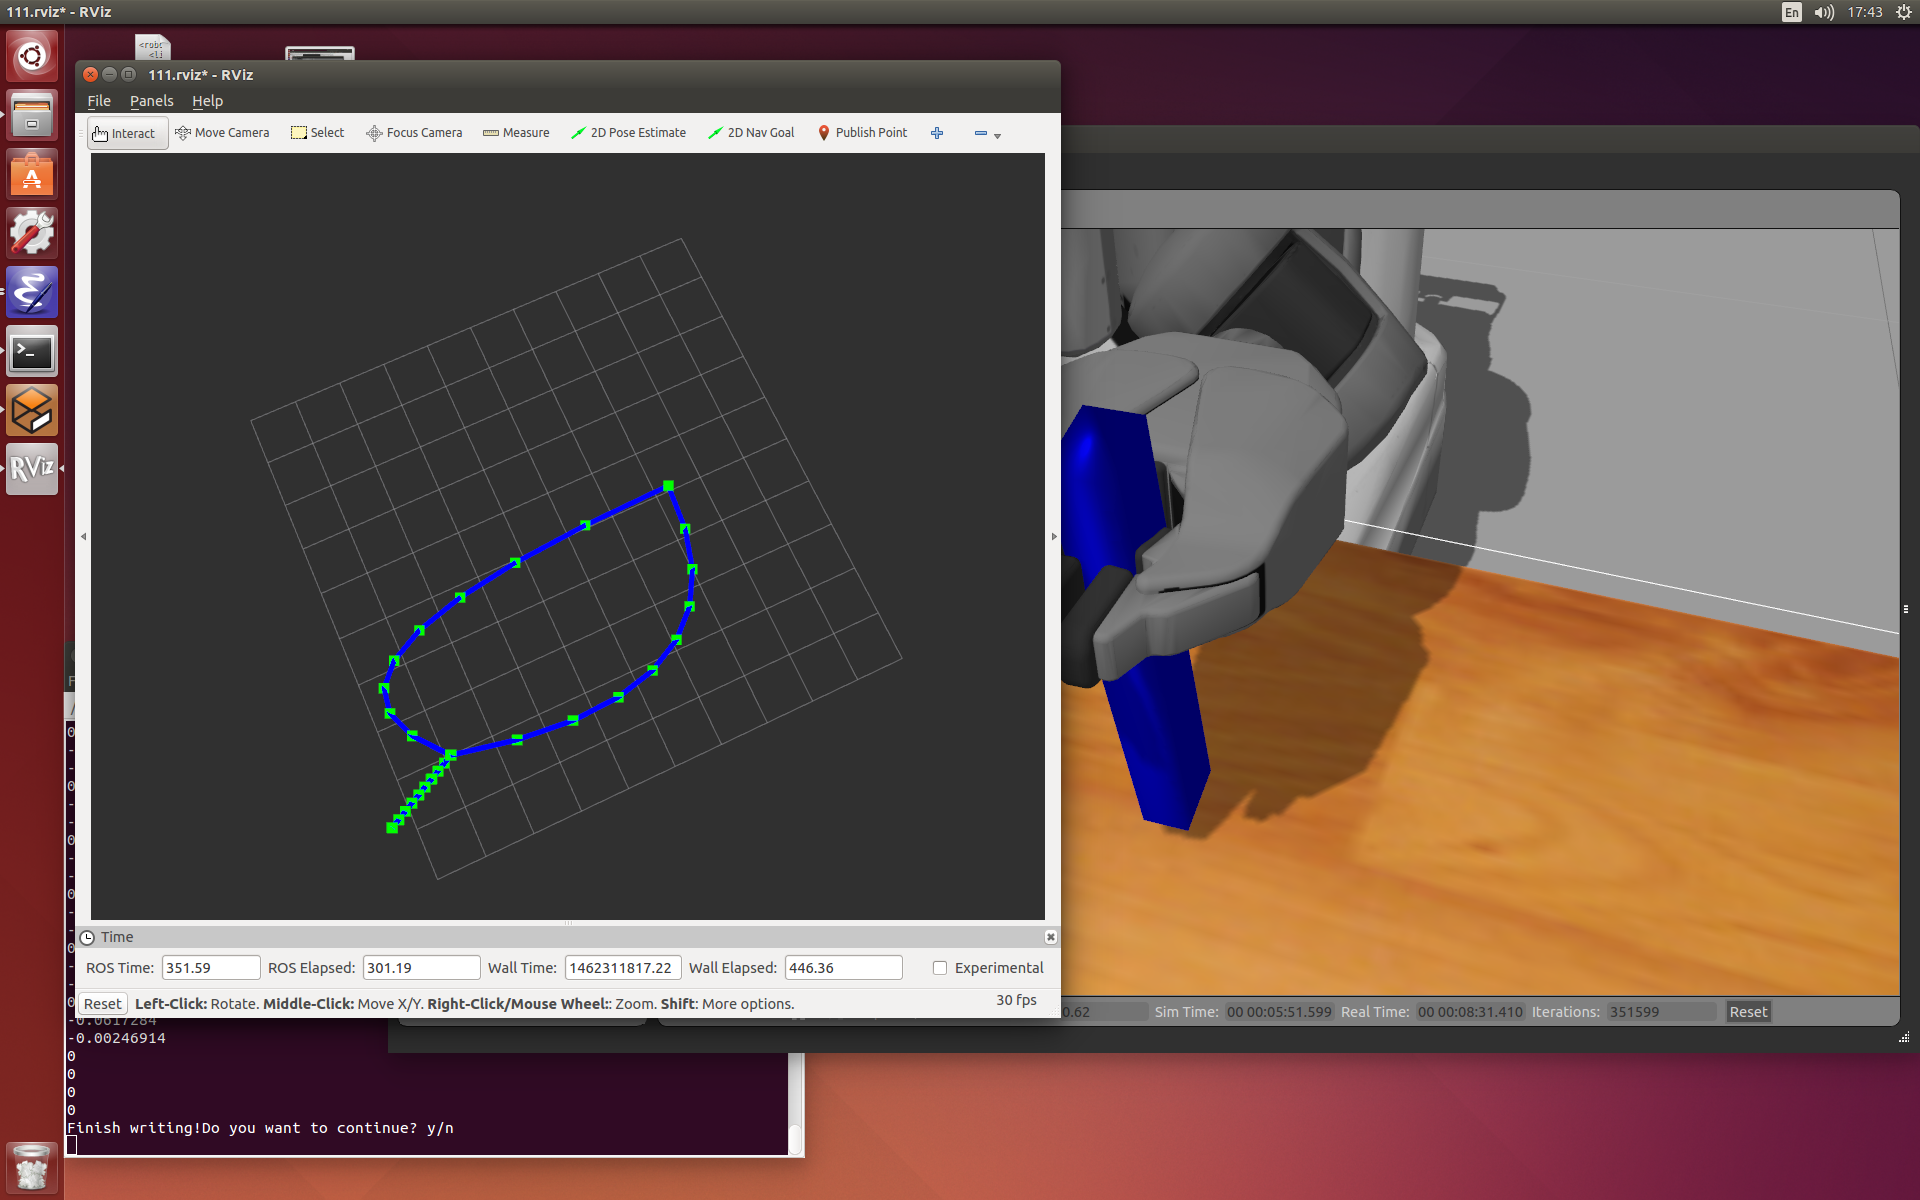 111.rviz* - RViz
En
17:43
<robo
<li
111.rviz* - RViz
File Panels Help
Interact Move Camera Select Focus Camera Measure 2D Pose Estimate 2D Nav Goal Publish Point
RViz
Time
ROS Time: 351.59 ROS Elapsed: 301.19 Wall Time: 1462311817.22 Wall Elapsed: 446.36 Experimental
Reset Left-Click: Rotate. Middle-Click: Move X/Y. Right-Click/Mouse Wheel:: Zoom. Shift: More options. 30 fps
0.62 Sim Time: 00 00:05:51.599 Real Time: 00 00:08:31.410 Iterations: 351599 Reset
-0.0617284
-0.00246914
0
0
0
0
Finish writing!Do you want to continue? y/n